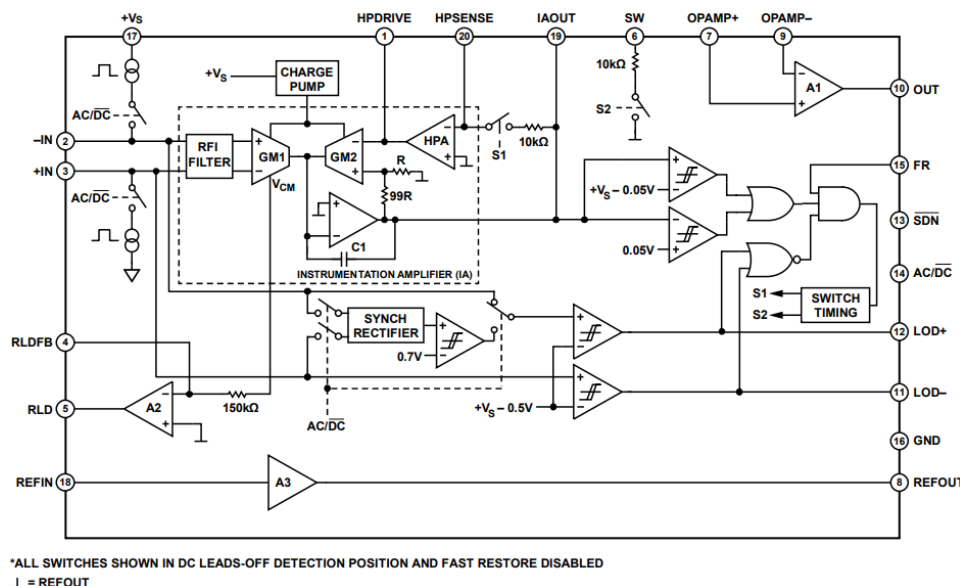 +VS HPDRIVE HPSENSE IAOUT SW OPAMP+ OPAMP–
17 1 20 19 6 7 9
10kΩ
+VS
CHARGE
PUMP
A1
10
OUT
AC/DC
S2
–IN
2
RFI
FILTER
GM1
GM2
HPA
S1
10kΩ
+IN
3
VCM
R
FR
15
AC/DC
99R
+VS – 0.05V
SDN
13
0.05V
C1
INSTRUMENTATION AMPLIFIER (IA)
AC/DC
14
S1
S2
SWITCH
TIMING
SYNCH
RECTIFIER
RLDFB
4
0.7V
LOD+
12
RLD
5
A2
150kΩ
AC/DC
+VS – 0.5V
LOD–
11
GND
16
REFIN
18
A3
REFOUT
8
*ALL SWITCHES SHOWN IN DC LEADS-OFF DETECTION POSITION AND FAST RESTORE DISABLED
= REFOUT